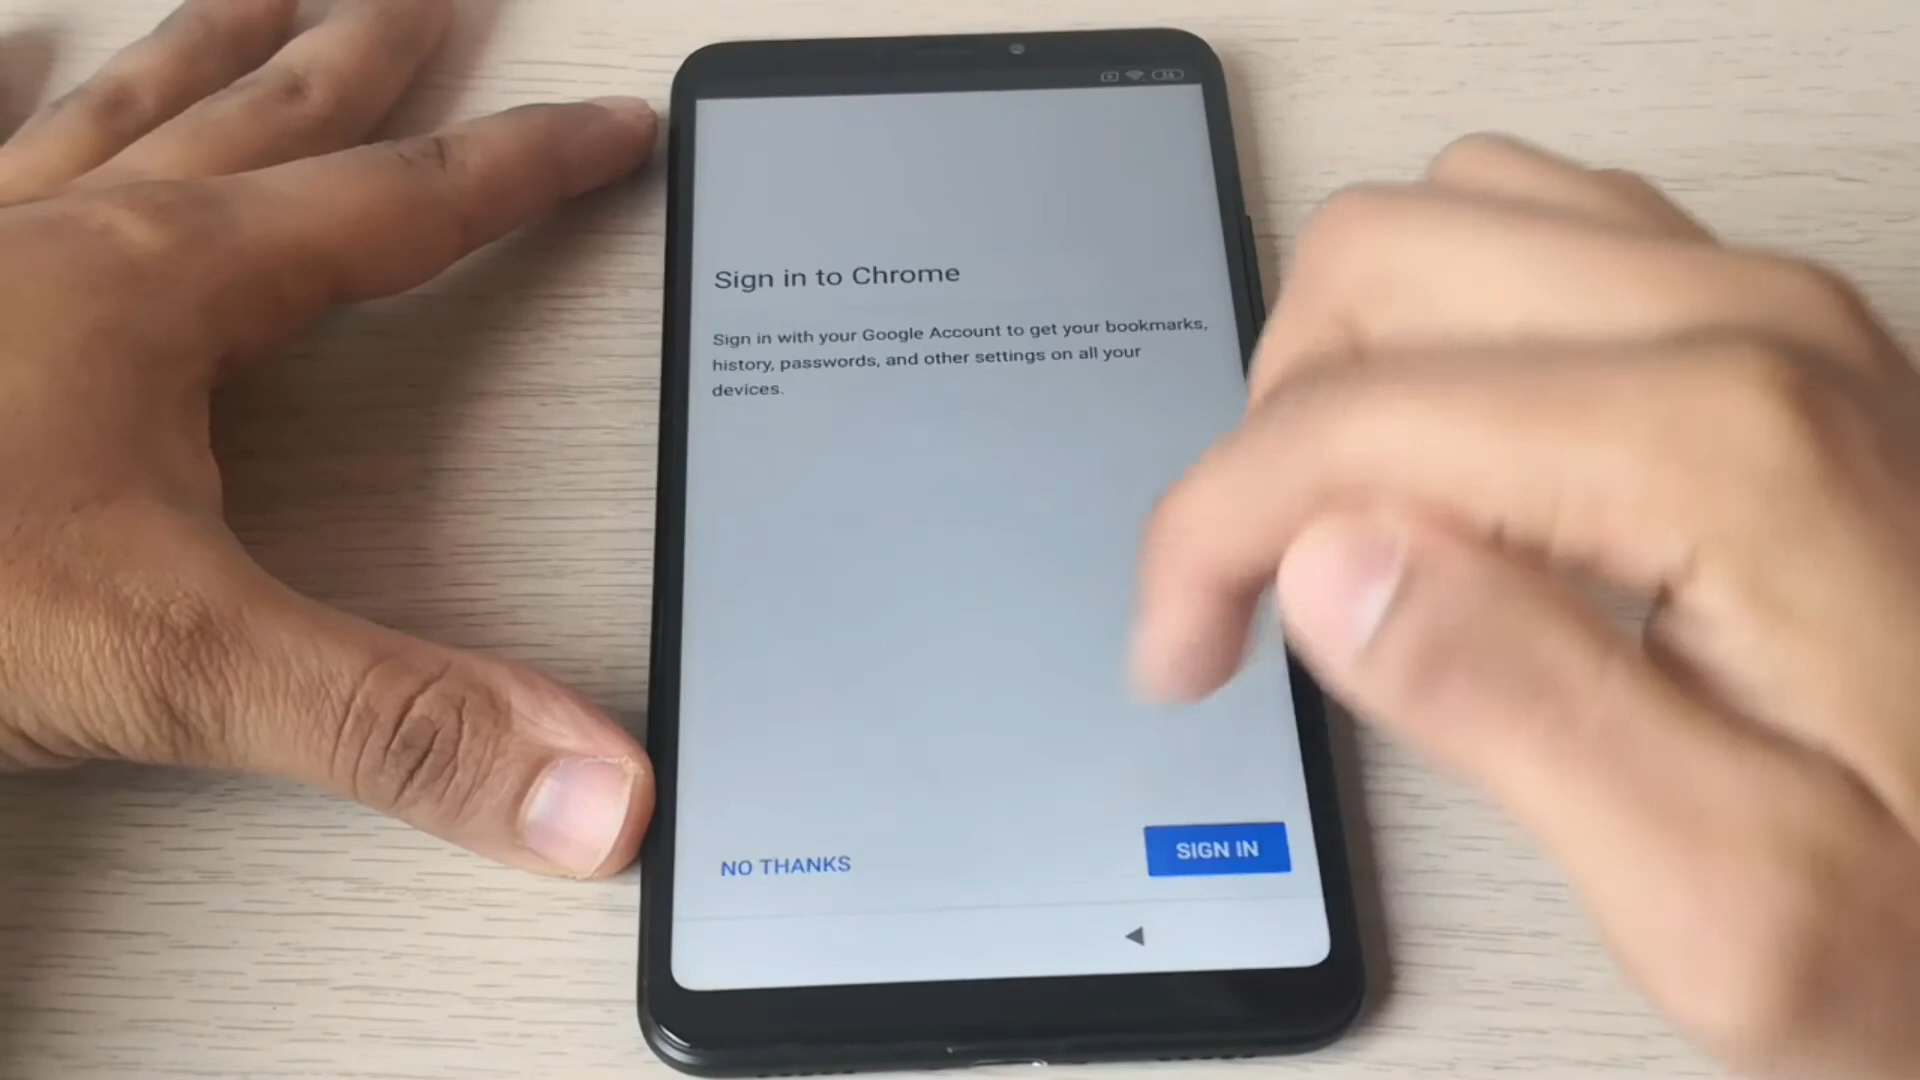 Sign in to Chrome
Sign in with your Google Account to get your bookmarks,
history, passwords, and other settings on all your
devices.
NO THANKS
SIGN IN